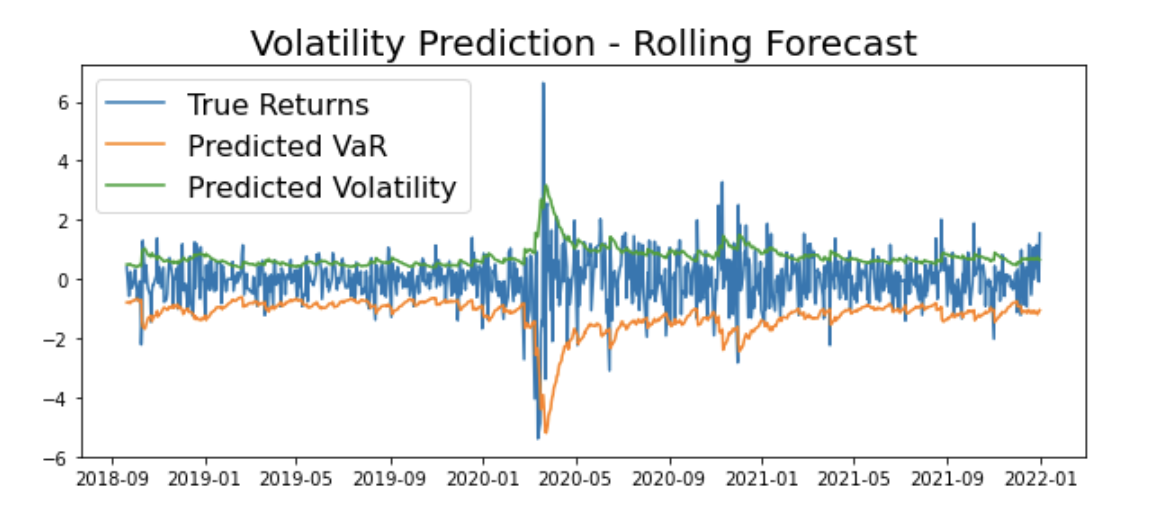 Volatility Prediction - Rolling Forecast
True Returns
Predicted VaR
Predicted Volatility
6
4
2
0
−2
−4
−6
2018-09 2019-01 2019-05 2019-09 2020-01 2020-05 2020-09 2021-01 2021-05 2021-09 2022-01